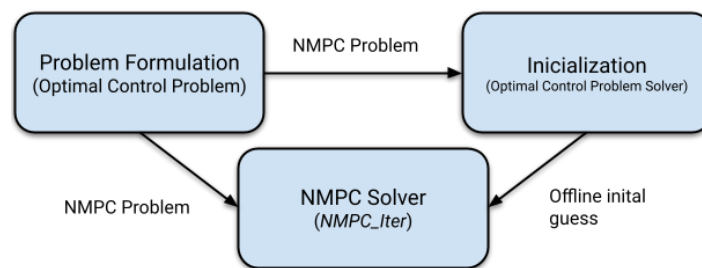 Problem Formulation
(Optimal Control Problem)
NMPC Problem
Inicialization
(Optimal Control Problem Solver)
NMPC Problem
NMPC Solver
(NMPC_Iter)
Offline inital
guess